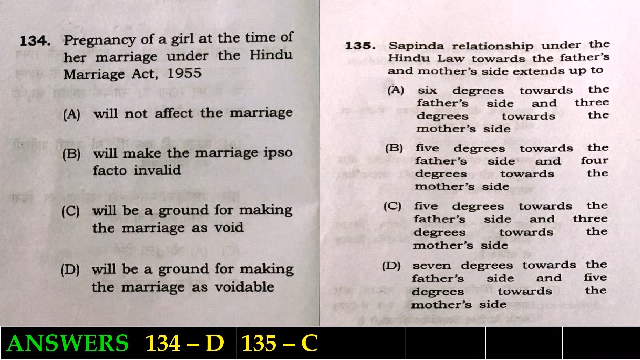 134. Pregnancy of a girl at the time of
her marriage under the Hindu
Marriage Act, 1955
(A) will not affect the marriage
(B) will make the marriage ipso
facto invalid
(C) will be a ground for making
the marriage as void
(D) will be a ground for making
the marriage as voidable
135. Sapinda relationship under the
Hindu Law towards the father's
and mother's side extends up to
(A) six degrees towards the
father's side and three
degrees towards the
mother's side
(B) five degrees towards the
father's side and four
degrees towards the
mother's side
(C) five degrees towards the
father's side and three
degrees towards the
mother's side
(D) seven degrees towards the
father's side and five
degrees towards the
mother's side
ANSWERS 134 – D 135 – C